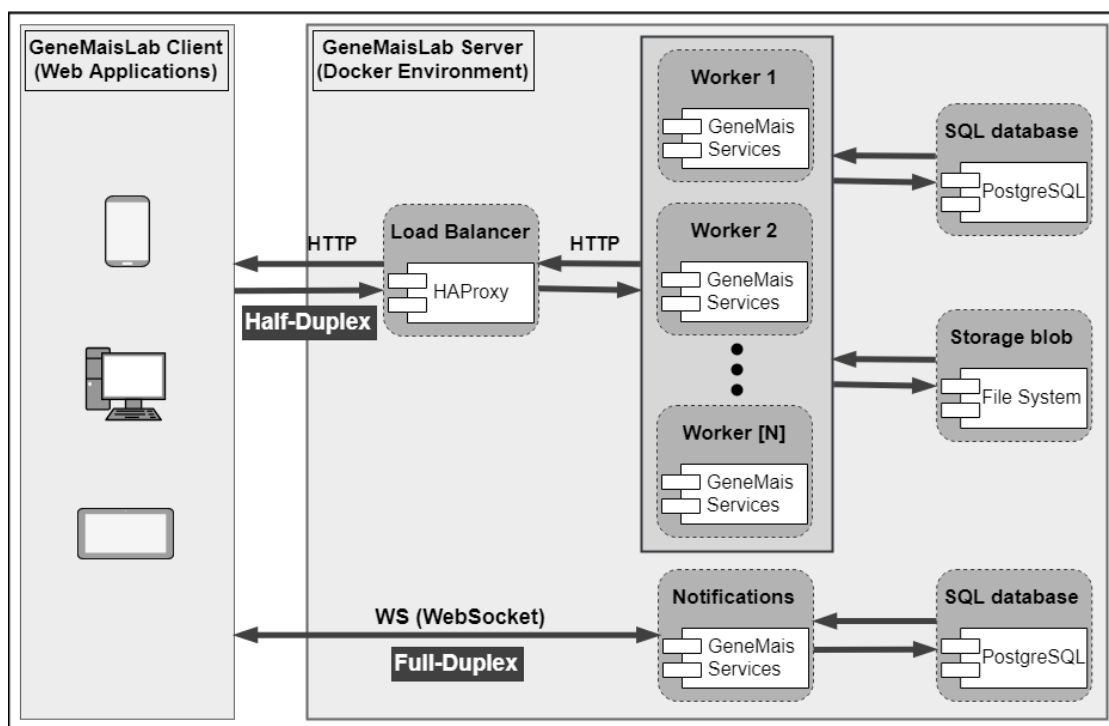 GeneMaisLab Client
(Web Applications)
GeneMaisLab Server
(Docker Environment)
Worker 1
GeneMais
Services
SQL database
PostgreSQL
Load Balancer
HAProxy
HTTP
HTTP
Half-Duplex
Worker 2
GeneMais
Services
Storage blob
File System
Worker [N]
GeneMais
Services
WS (WebSocket)
Full-Duplex
Notifications
GeneMais
Services
SQL database
PostgreSQL